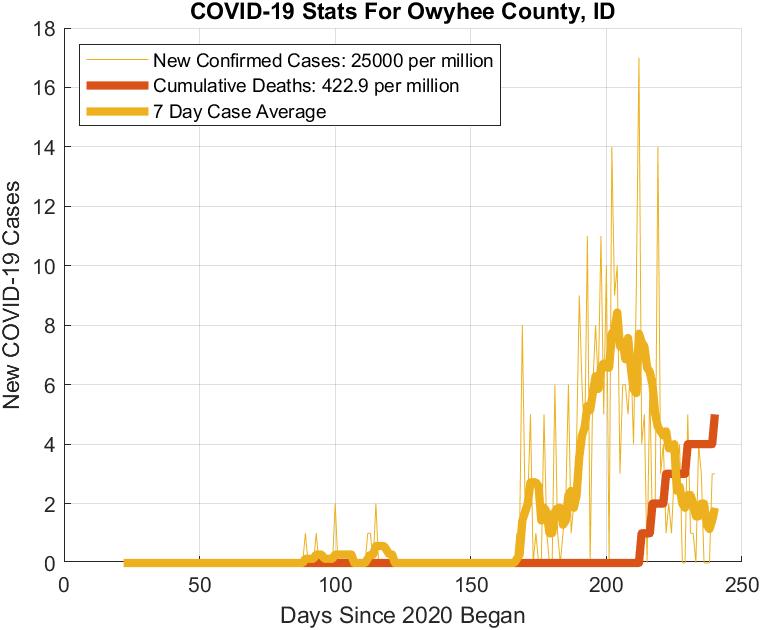 COVID-19 Stats For Owyhee County, ID
New Confirmed Cases: 25000 per million
Cumulative Deaths: 422.9 per million
7 Day Case Average
New COVID-19 Cases
18
16
14
12
10
8
6
4
2
0
0 50 100 150 200 250
Days Since 2020 Began